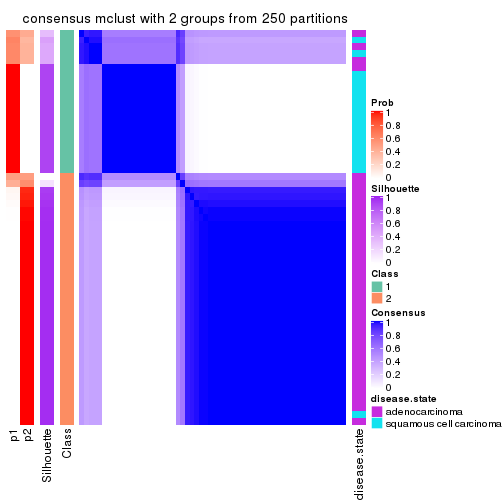 consensus mclust with 2 groups from 250 partitions
p1
p2
Silhouette
Class
disease.state
Prob
1
0.8
0.6
0.4
0.2
0
Silhouette
1
0.8
0.6
0.4
0.2
0
Class
1
2
Consensus
1
0.8
0.6
0.4
0.2
0
disease.state
adenocarcinoma
squamous cell carcinoma